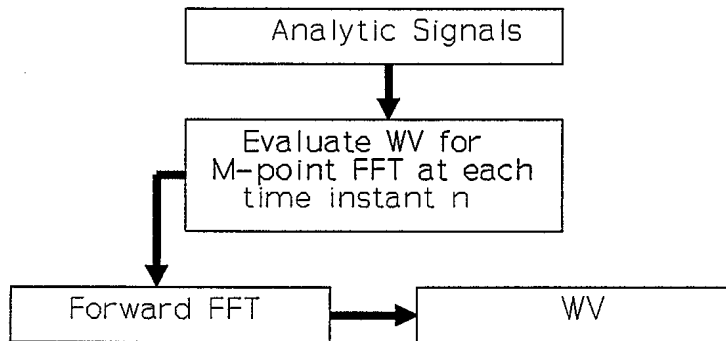 Analytic Signals
Evaluate WV for
M-point FFT at each
time instant n
Forward FFT
WV